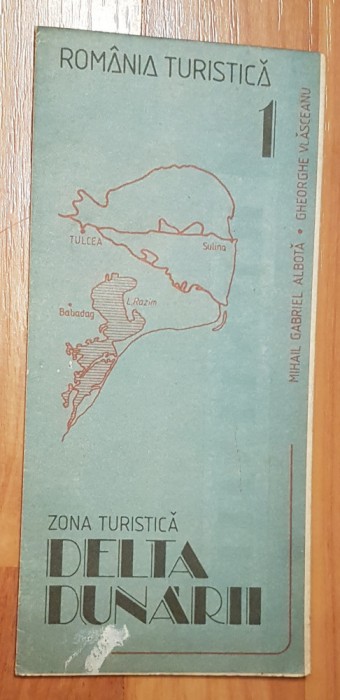 ROMÂNIA TURISTICĂ
1
MIHAIL GABRIEL ALBOTĂ • GHEORGHE VLĂSCEANU
TULCEA
Sulina
L.Razim
Babadag
ZONA TURISTICĂ
DELTA
DUNĂRII